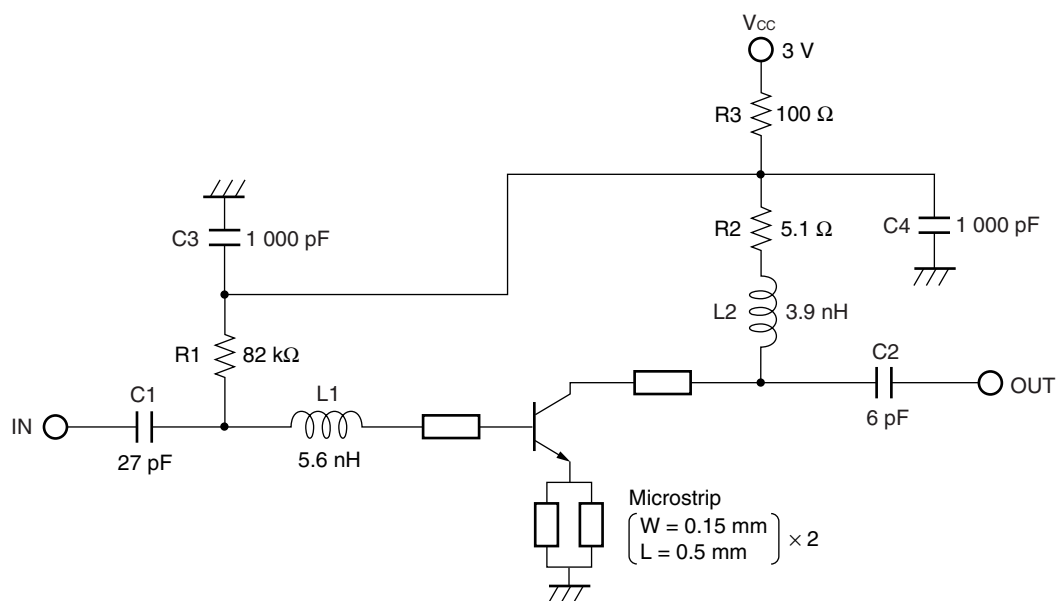 VCC
3 V
R3 100 Ω
C3 1 000 pF
R2 5.1 Ω
C4 1 000 pF
L2 3.9 nH
R1 82 kΩ
C1
27 pF
L1
5.6 nH
C2
6 pF
IN
OUT
Microstrip
W = 0.15 mm
L = 0.5 mm
× 2